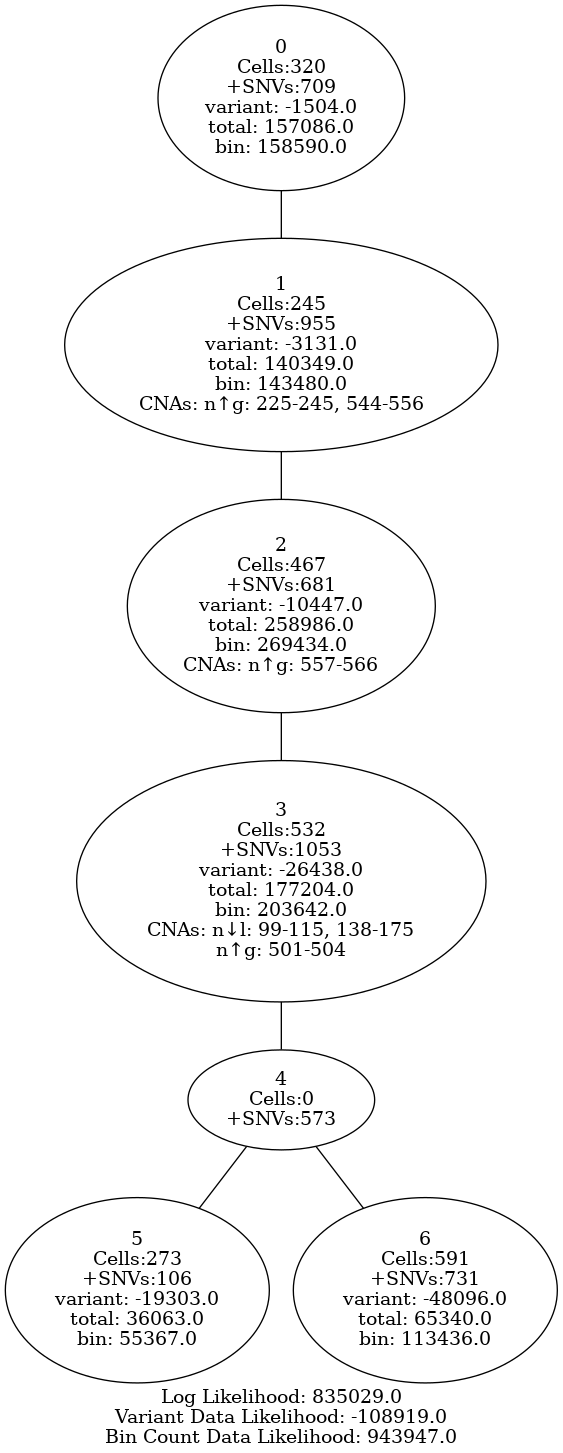 0
Cells:320
+SNVs:709
variant: -1504.0
total: 157086.0
bin: 158590.0
1
Cells:245
+SNVs:955
variant: -3131.0
total: 140349.0
bin: 143480.0
CNAs: n↑g: 225-245, 544-556
2
Cells:467
+SNVs:681
variant: -10447.0
total: 258986.0
bin: 269434.0
CNAs: n↑g: 557-566
3
Cells:532
+SNVs:1053
variant: -26438.0
total: 177204.0
bin: 203642.0
CNAs: n↓l: 99-115, 138-175
n↑g: 501-504
4
Cells:0
+SNVs:573
5
Cells:273
+SNVs:106
variant: -19303.0
total: 36063.0
bin: 55367.0
6
Cells:591
+SNVs:731
variant: -48096.0
total: 65340.0
bin: 113436.0
Log Likelihood: 835029.0
Variant Data Likelihood: -108919.0
Bin Count Data Likelihood: 943947.0